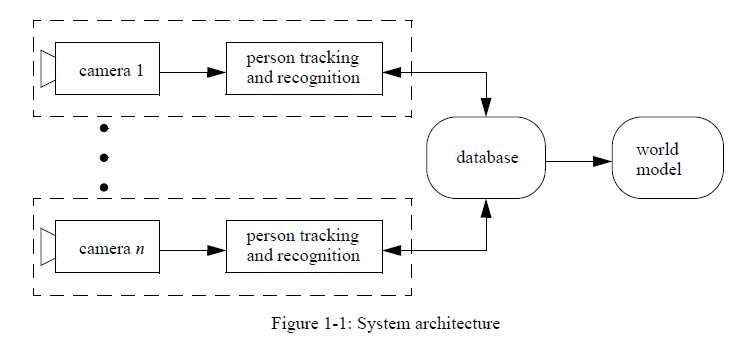 camera 1
person tracking
and recognition
database
world
model
camera n
person tracking
and recognition
Figure 1-1: System architecture